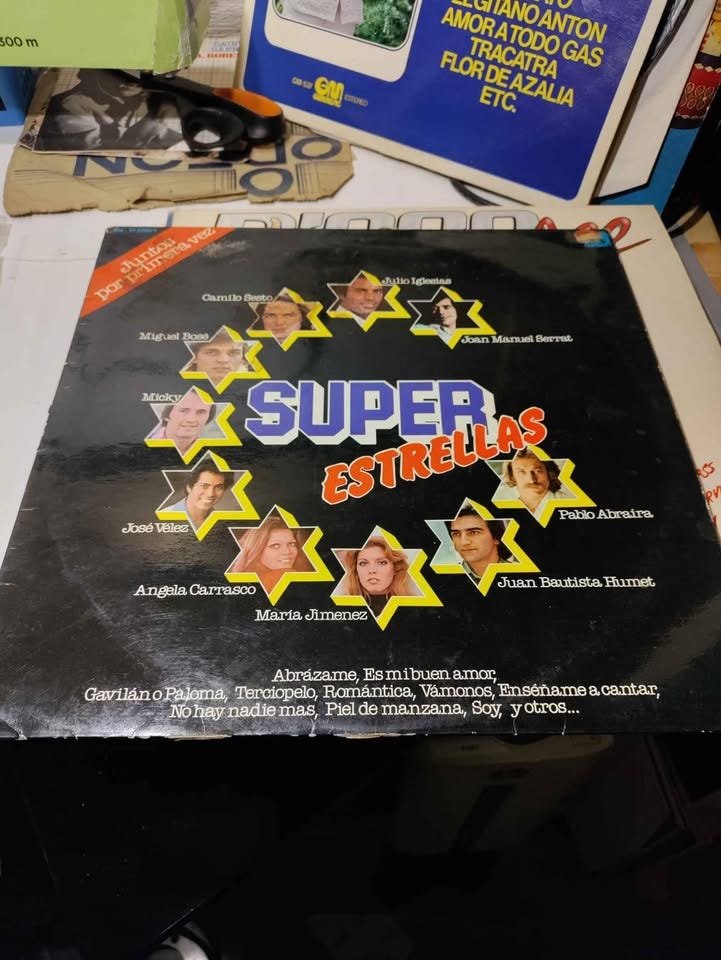 300 m
EL GITANO ANTON
AMOR A TODO GAS
TRACATRA
FLOR DE AZALIA
ETC.
GM
ESTEREO
Juntos
por primera vez
Julio Iglesias
Camilo Sesto
Joan Manuel Serrat
Miguel Bosé
Micky
SUPER
ESTRELLAS
José Vélez
Pablo Abraira
Angela Carrasco
Juan Bautista Humet
María Jimenez
Abrázame, Es mi buen amor,
Gavilán o Paloma, Terciopelo, Romántica, Vámonos, Enséñame a cantar,
No hay nadie mas, Piel de manzana, Soy, y otros...